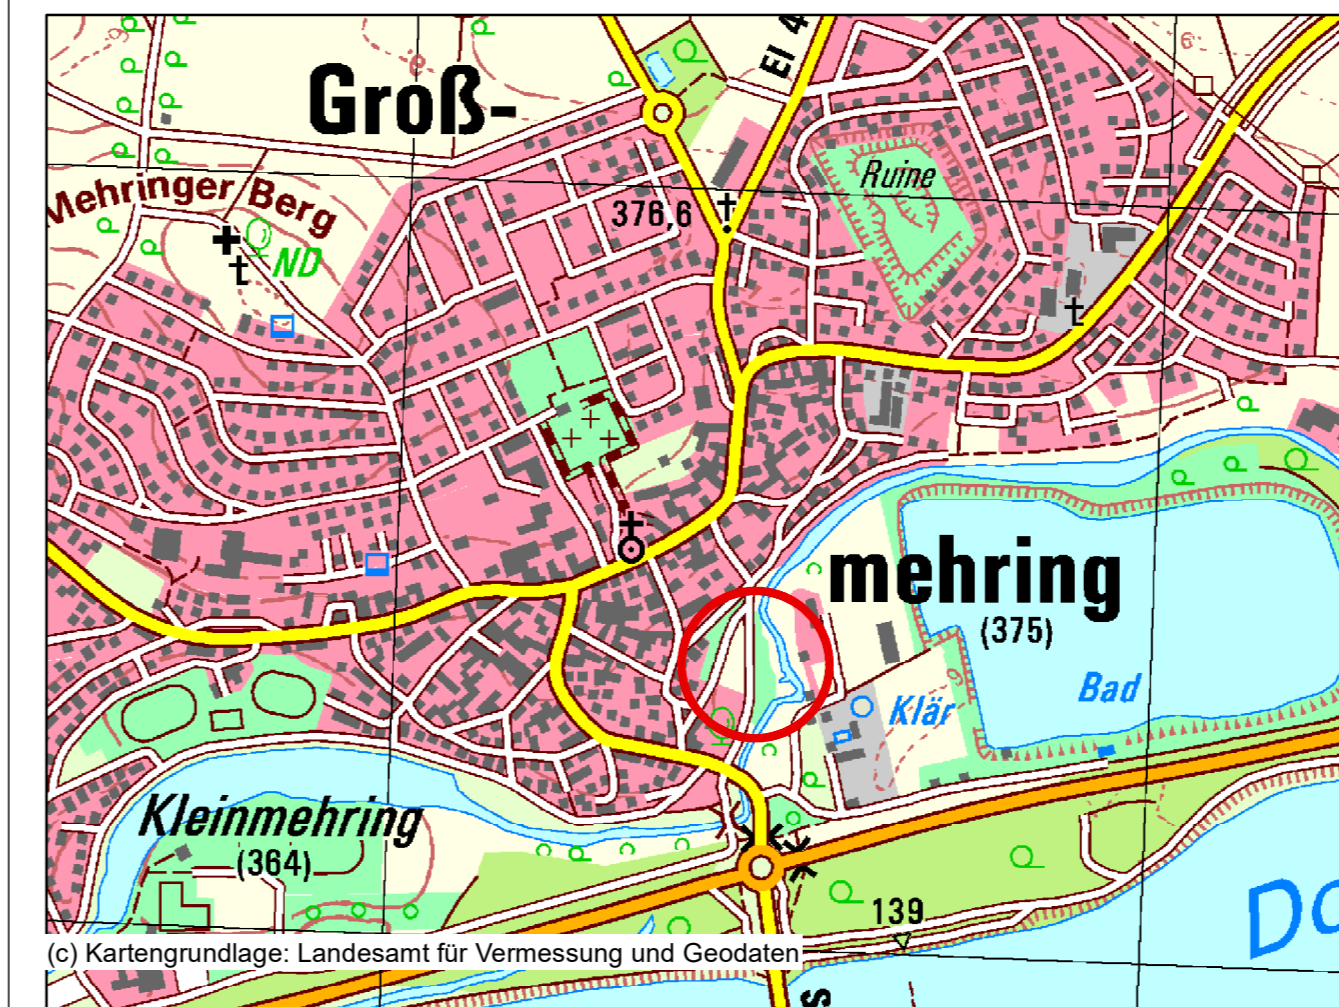 Groß-
EI 4
6
Mehringer Berg
ND
376,6
Ruine
mehring
(375)
Bad
Klär
Kleinmehring
(364)
139
(c) Kartengrundlage: Landesamt für Vermessung und Geodaten